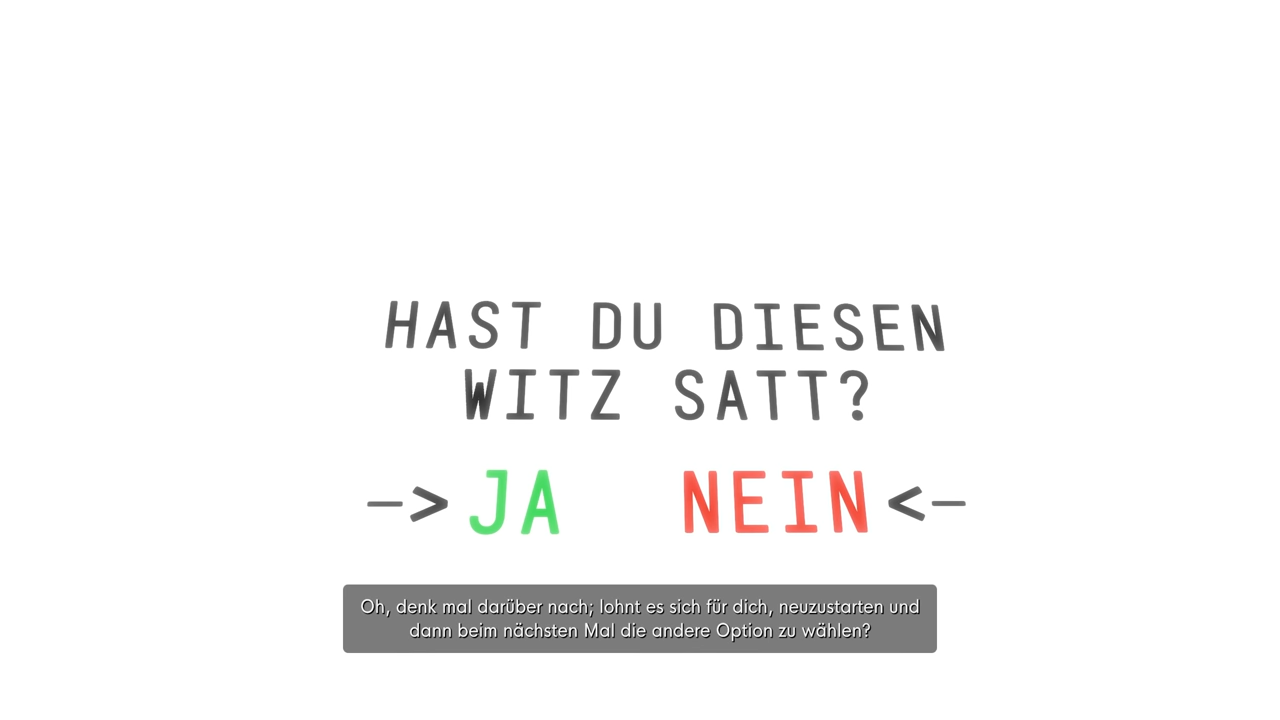 HAST DU DIESEN
WITZ SATT?
—> JA NEIN <—
Oh, denk mal darüber nach; lohnt es sich für dich, neuzustarten und
dann beim nächsten Mal die andere Option zu wählen?